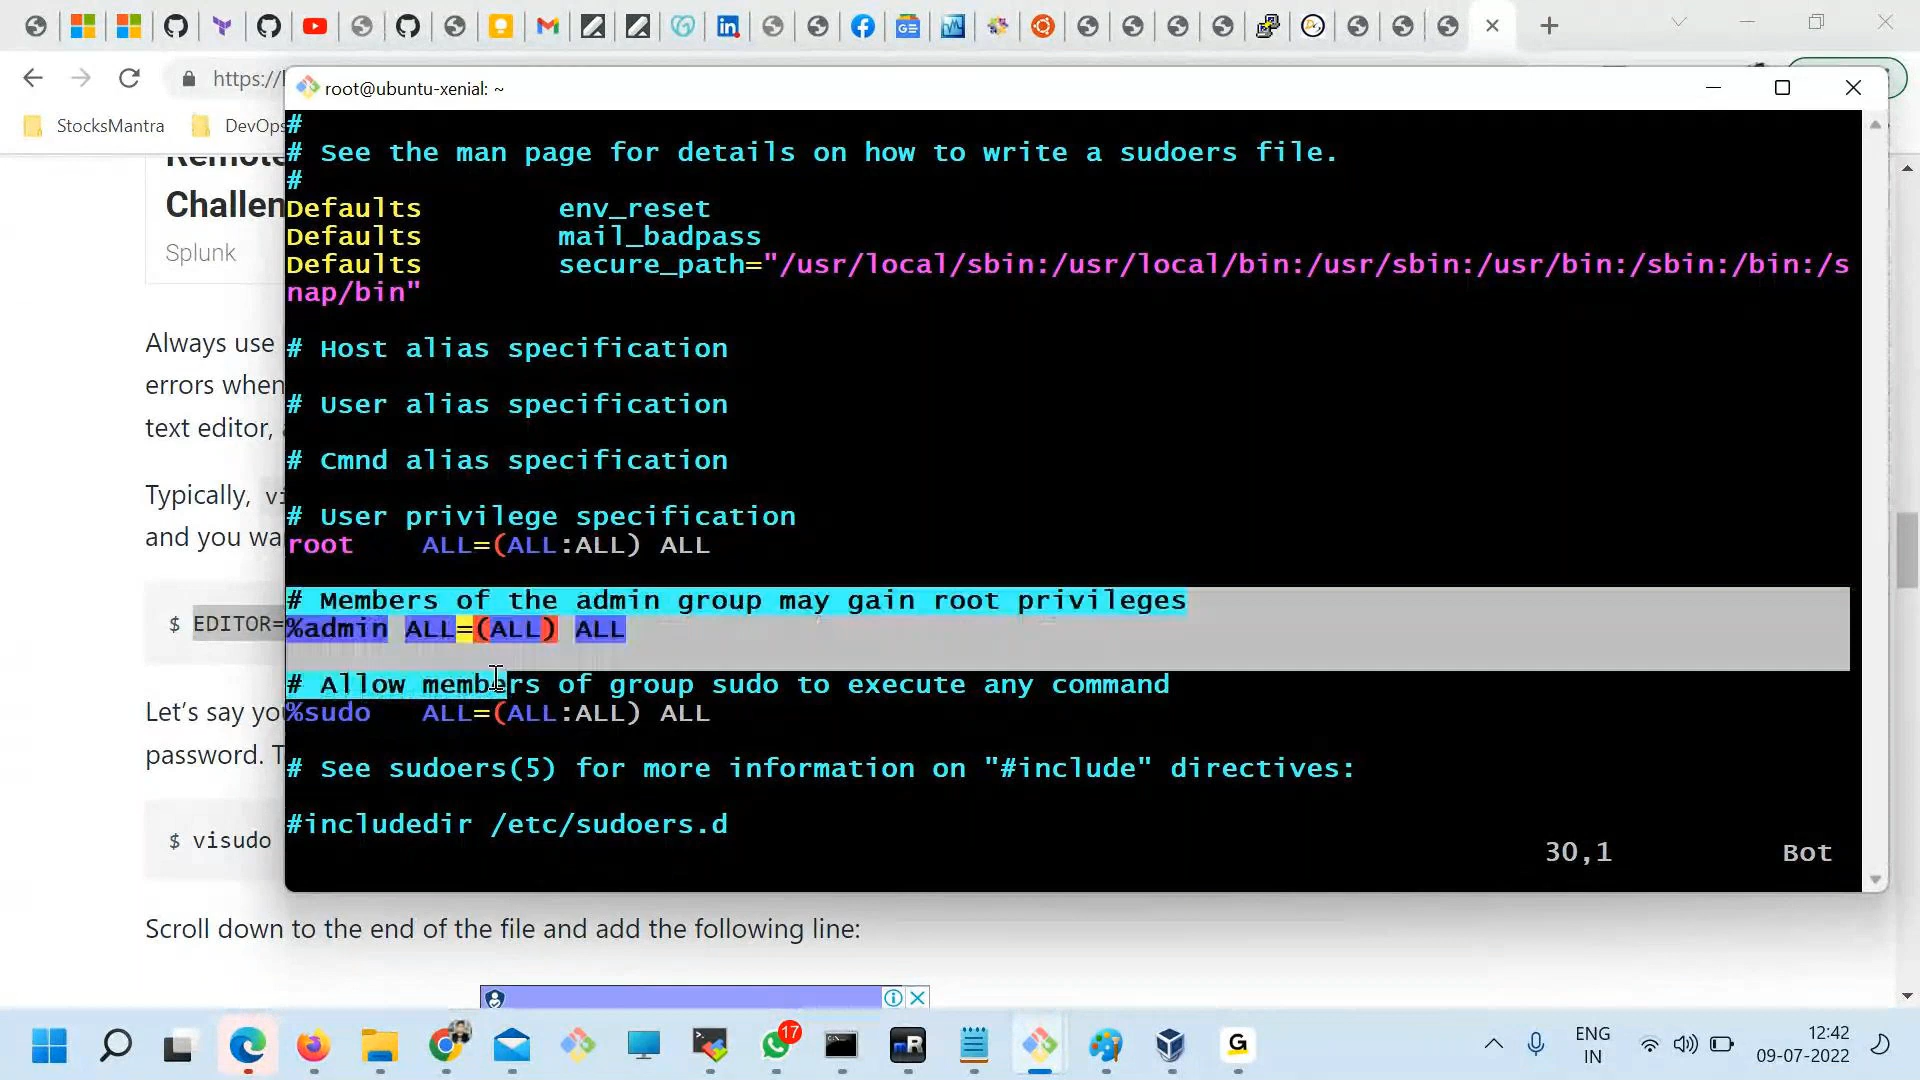 https://
StocksMantra
DevOps
Remote
Challen
Splunk
Always use
errors when
text editor,
Typically, vi
and you wa
$ EDITOR=
Let's say you
password. T
$ visudo
Scroll down to the end of the file and add the following line:
root@ubuntu-xenial: ~
#
# See the man page for details on how to write a sudoers file.
#
Defaults env_reset
Defaults mail_badpass
Defaults secure_path="/usr/local/sbin:/usr/local/bin:/usr/sbin:/usr/bin:/sbin:/bin:/s
nap/bin"
# Host alias specification
# User alias specification
# Cmnd alias specification
# User privilege specification
root ALL=(ALL:ALL) ALL
# Members of the admin group may gain root privileges
%admin ALL=(ALL) ALL
# Allow members of group sudo to execute any command
%sudo ALL=(ALL:ALL) ALL
# See sudoers(5) for more information on "#include" directives:
#includedir /etc/sudoers.d
30,1 Bot
17
ENG
IN
12:42
09-07-2022